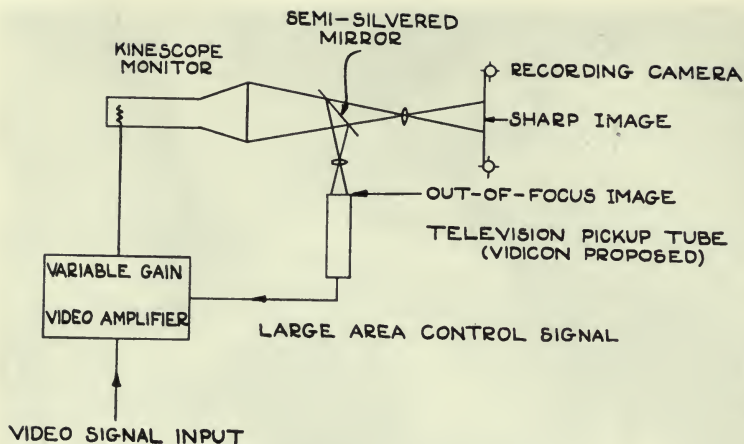 SEMI-SILVERED
MIRROR
KINESCOPE
MONITOR
RECORDING CAMERA
SHARP IMAGE
OUT-OF-FOCUS IMAGE
TELEVISION PICKUP TUBE
(VIDICON PROPOSED)
VARIABLE GAIN
VIDEO AMPLIFIER
LARGE AREA CONTROL SIGNAL
VIDEO SIGNAL INPUT